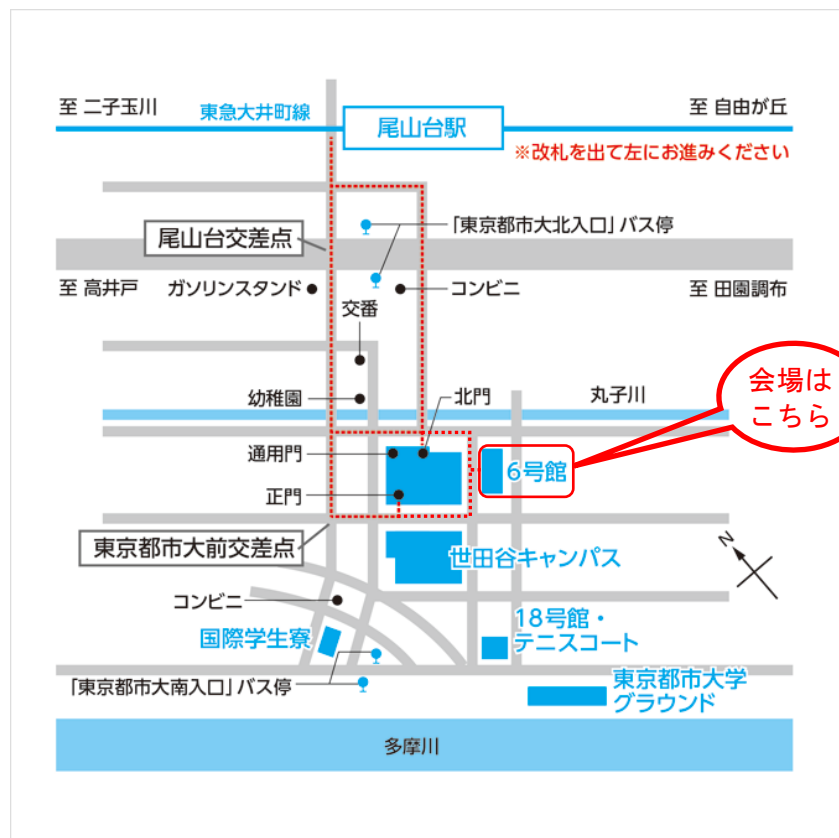 至 二子玉川
東急大井町線
尾山台駅
至 自由が丘
※改札を出て左にお進みください
尾山台交差点
「東京都市大北入口」バス停
至 高井戸
ガソリンスタンド
コンビニ
至 田園調布
交番
会場は
こちら
幼稚園
北門
丸子川
通用門
6号館
正門
東京都市大前交差点
世田谷キャンパス
N
コンビニ
18号館・
テニスコート
国際学生寮
「東京都市大南入口」バス停
東京都市大学
グラウンド
多摩川